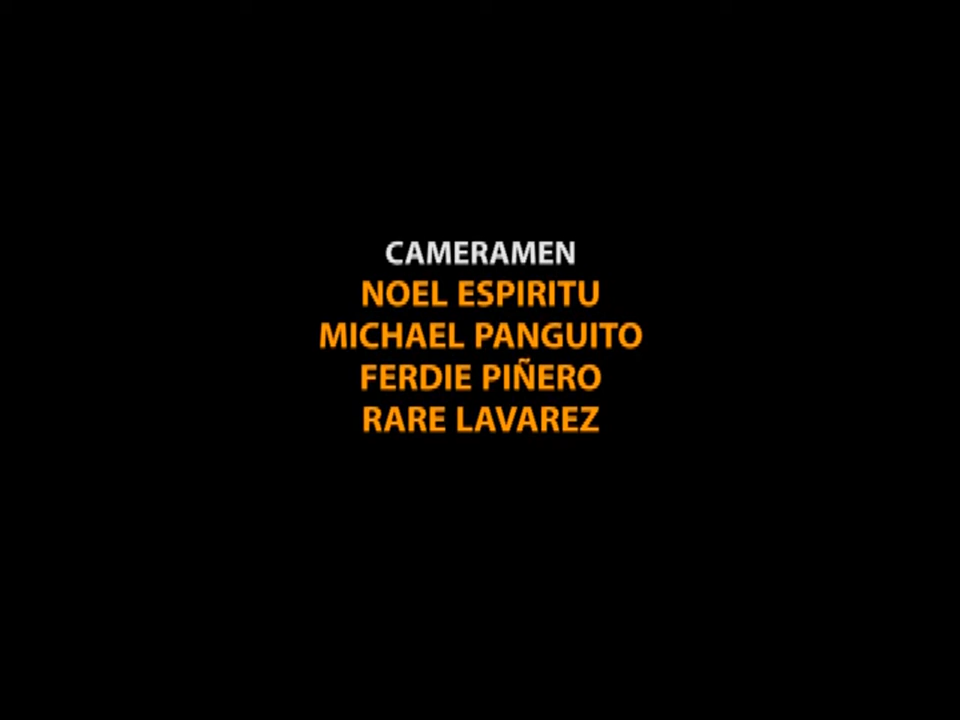 CAMERAMEN
NOEL ESPIRITU
MICHAEL PANGUITO
FERDIE PIÑERO
RARE LAVAREZ